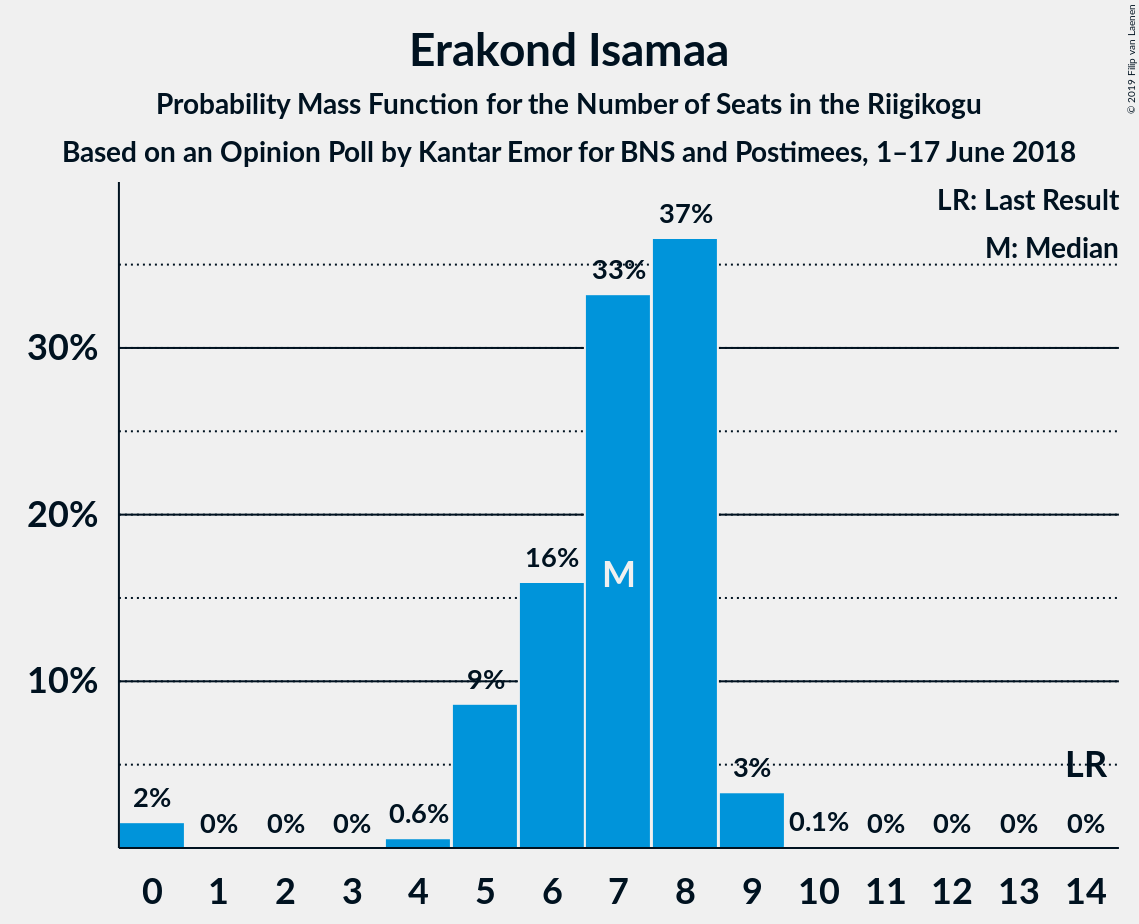 Erakond Isamaa
Probability Mass Function for the Number of Seats in the Riigikogu
Based on an Opinion Poll by Kantar Emor for BNS and Postimees, 1–17 June 2018
© 2019 Filip van Laenen
LR: Last Result
M: Median
37%
33%
30%
20%
16%
M
10%
9%
LR
3%
2%
0%
0%
0%
0.6%
0.1%
0%
0%
0%
0%
0 1 2 3 4 5 6 7 8 9 10 11 12 13 14